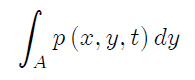 ∫_A p (x, y, t) dy